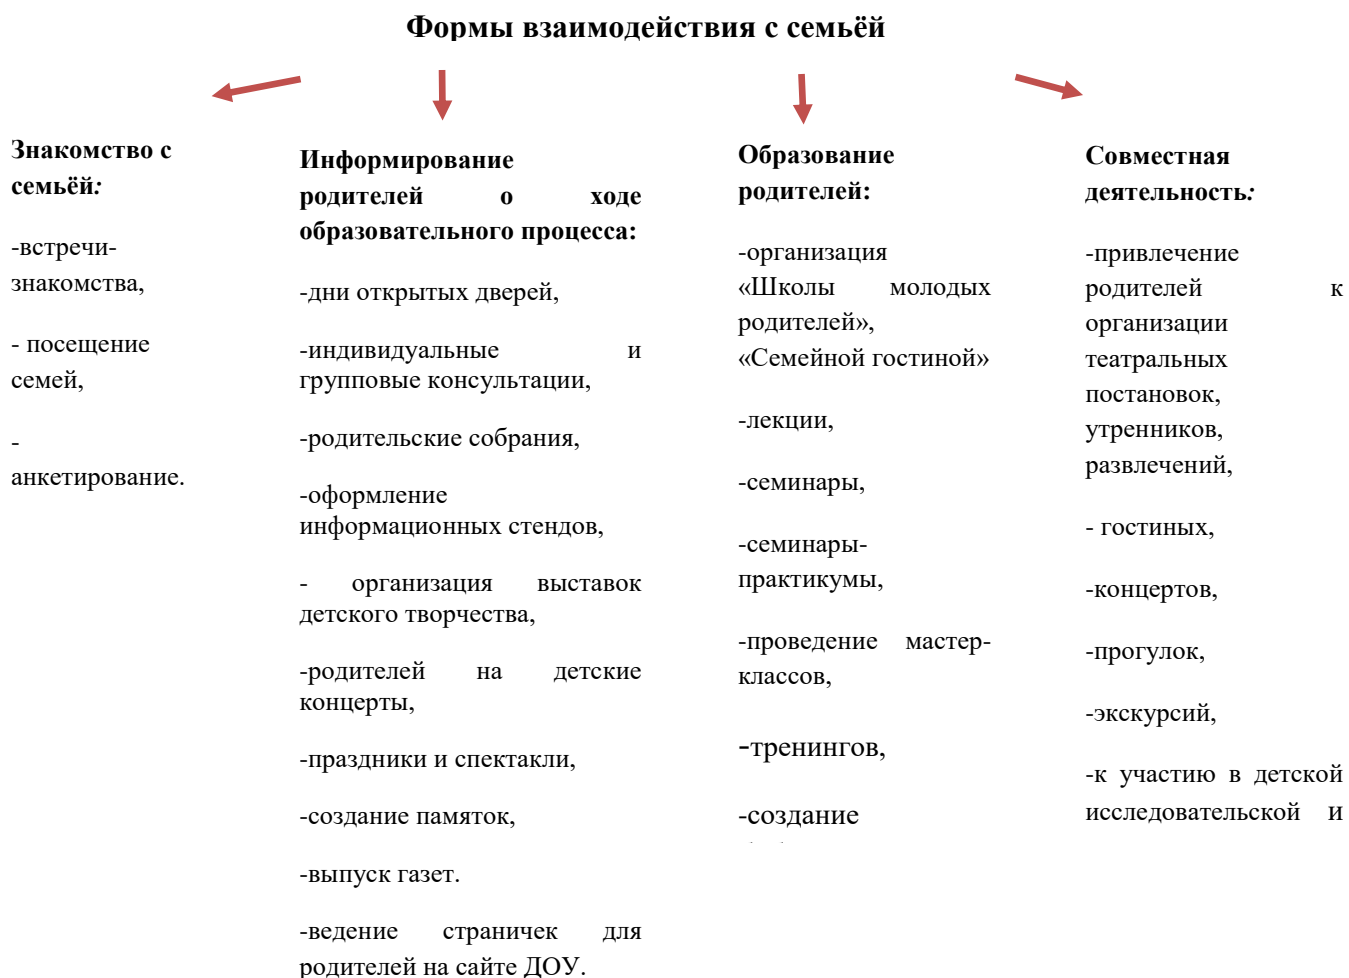 Формы взаимодействия с семьёй
Знакомство с
семьёй:
-встречи-
знакомства,
- посещение
семей,
-
анкетирование.
Информирование
родителей о ходе
образовательного процесса:
-дни открытых дверей,
-индивидуальные и
групповые консультации,
-родительские собрания,
-оформление
информационных стендов,
- организация выставок
детского творчества,
-родителей на детские
концерты,
-праздники и спектакли,
-создание памяток,
-выпуск газет.
-ведение страничек для
родителей на сайте ДОУ.
Образование
родителей:
-организация
«Школы молодых
родителей»,
«Семейной гостиной»
-лекции,
-семинары,
-семинары-
практикумы,
-проведение мастер-
классов,
-тренингов,
-создание
Совместная
деятельность:
-привлечение
родителей к
организации
театральных
постановок,
утренников,
развлечений,
- гостиных,
-концертов,
-прогулок,
-экскурсий,
-к участию в детской
исследовательской и